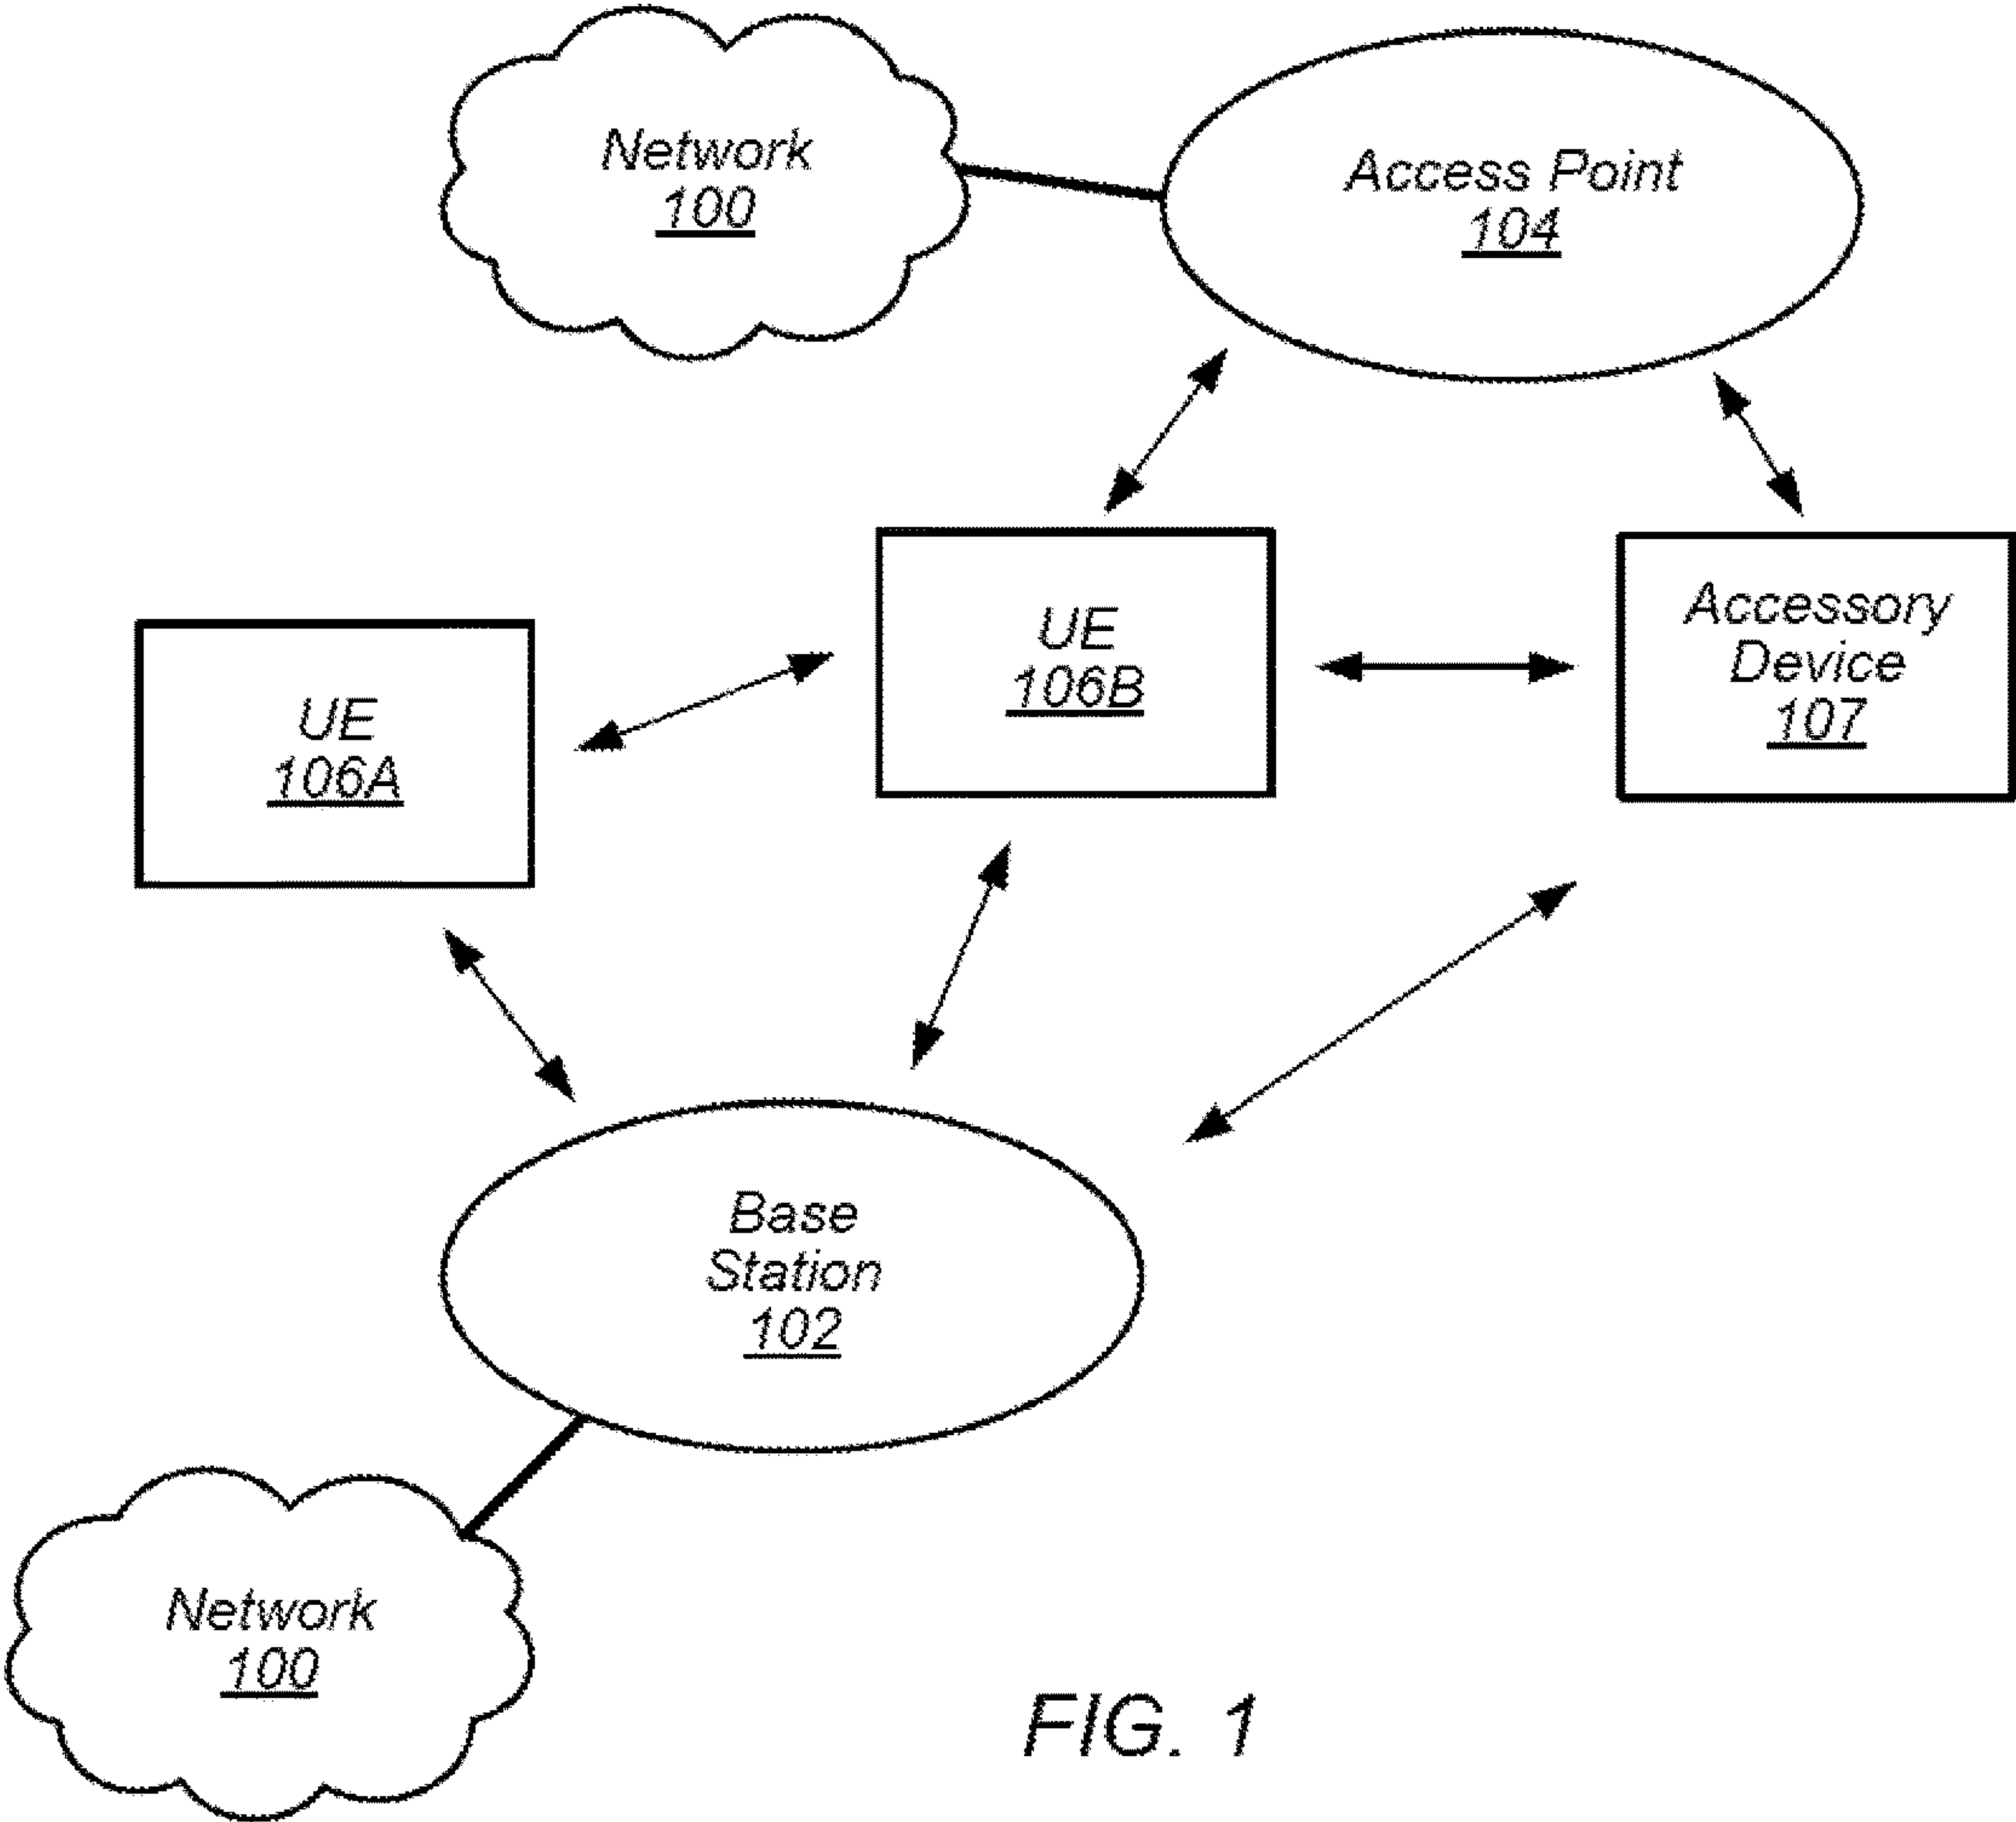 Network
100
Access Point
104
UE
106A
UE
106B
Accessory
Device
107
Base
Station
102
Network
100
FIG. 1